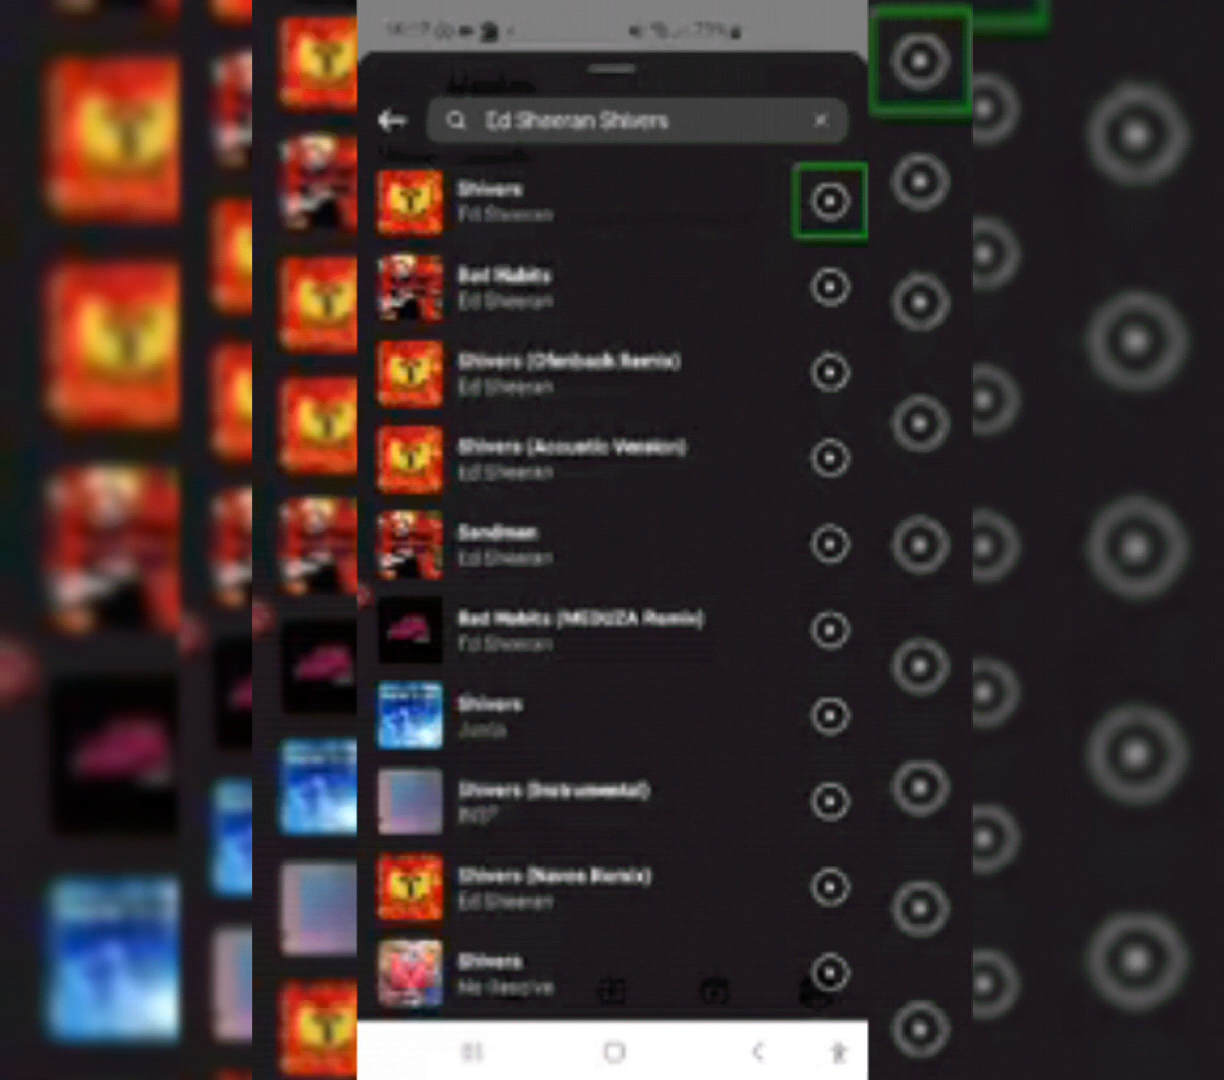 Ed Sheeran Shivers
Shivers
Ed Sheeran
Bad Habits
Ed Sheeran
Shivers (Ofenbach Remix)
Ed Sheeran
Shivers (Acoustic Version)
Ed Sheeran
Sandman
Ed Sheeran
Bad Habits (MEDUZA Remix)
Ed Sheeran
Shivers
Shivers (Instrumental)
Shivers (Navos Remix)
Ed Sheeran
Shivers
No Resolve